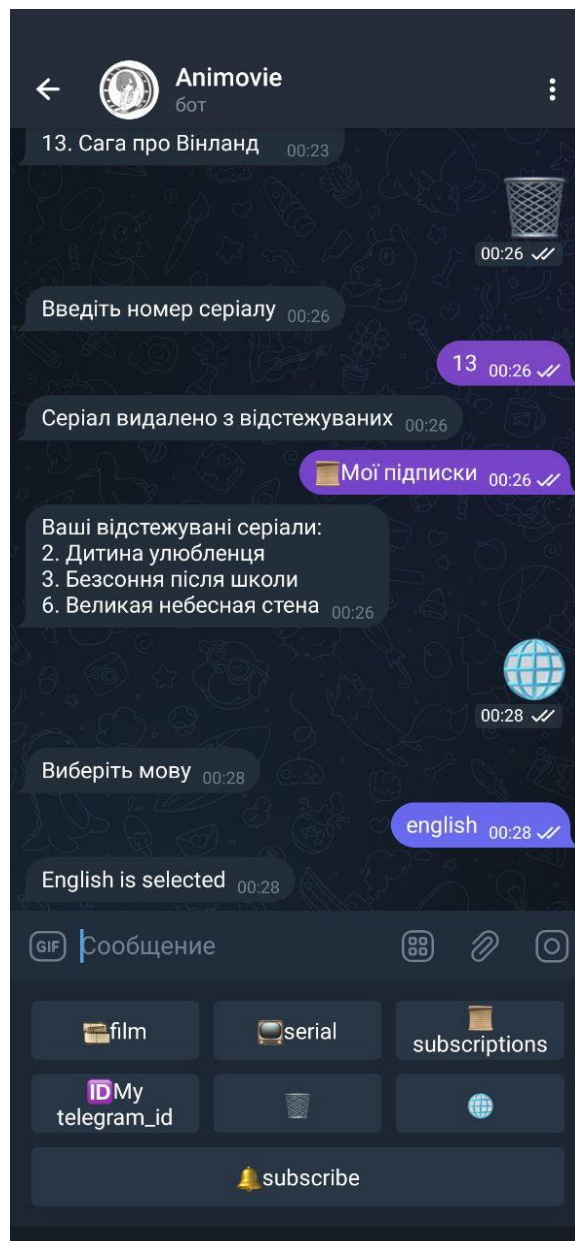 Animovie
бот
13. Сага про Вінланд 00:23
00:26
Введіть номер серіалу 00:26
13 00:26
Серіал видалено з відстежуваних 00:26
Мої підписки 00:26
Ваші відстежувані серіали:
2. Дитина улюбленця
3. Безсоння після школи
6. Великая небесная стена 00:26
00:28
Виберіть мову 00:28
english 00:28
English is selected 00:28
GIF Сообщение
film
serial
subscriptions
ID My
telegram_id
subscribe